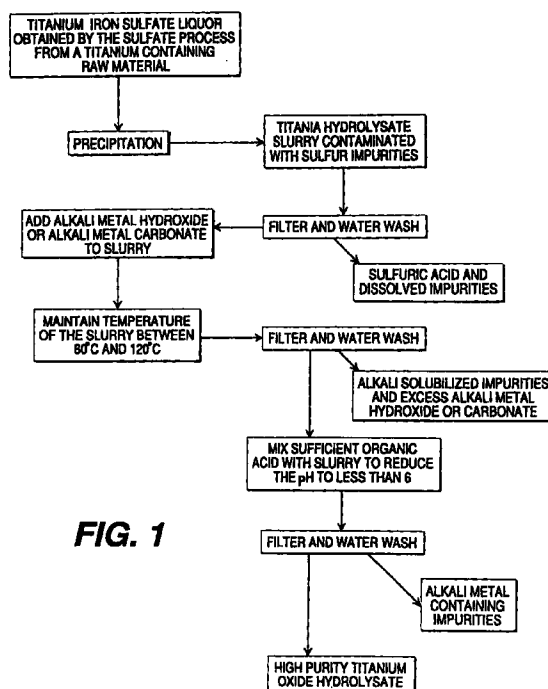 TITANIUM IRON SULFATE LIQUOR
OBTAINED BY THE SULFATE PROCESS
FROM A TITANIUM CONTAINING
RAW MATERIAL
PRECIPITATION
TITANIA HYDROLYSATE
SLURRY CONTAMINATED
WITH SULFUR IMPURITIES
FILTER AND WATER WASH
ADD ALKALI METAL HYDROXIDE
OR ALKALI METAL CARBONATE
TO SLURRY
SULFURIC ACID AND
DISSOLVED IMPURITIES
MAINTAIN TEMPERATURE
OF THE SLURRY BETWEEN
80°C AND 120°C
FILTER AND WATER WASH
ALKALI SOLUBILIZED IMPURITIES
AND EXCESS ALKALI METAL
HYDROXIDE OR CARBONATE
MIX SUFFICIENT ORGANIC
ACID WITH SLURRY TO REDUCE
THE pH TO LESS THAN 6
FIG. 1
FILTER AND WATER WASH
ALKALI METAL
CONTAINING
IMPURITIES
HIGH PURITY TITANIUM
OXIDE HYDROLYSATE